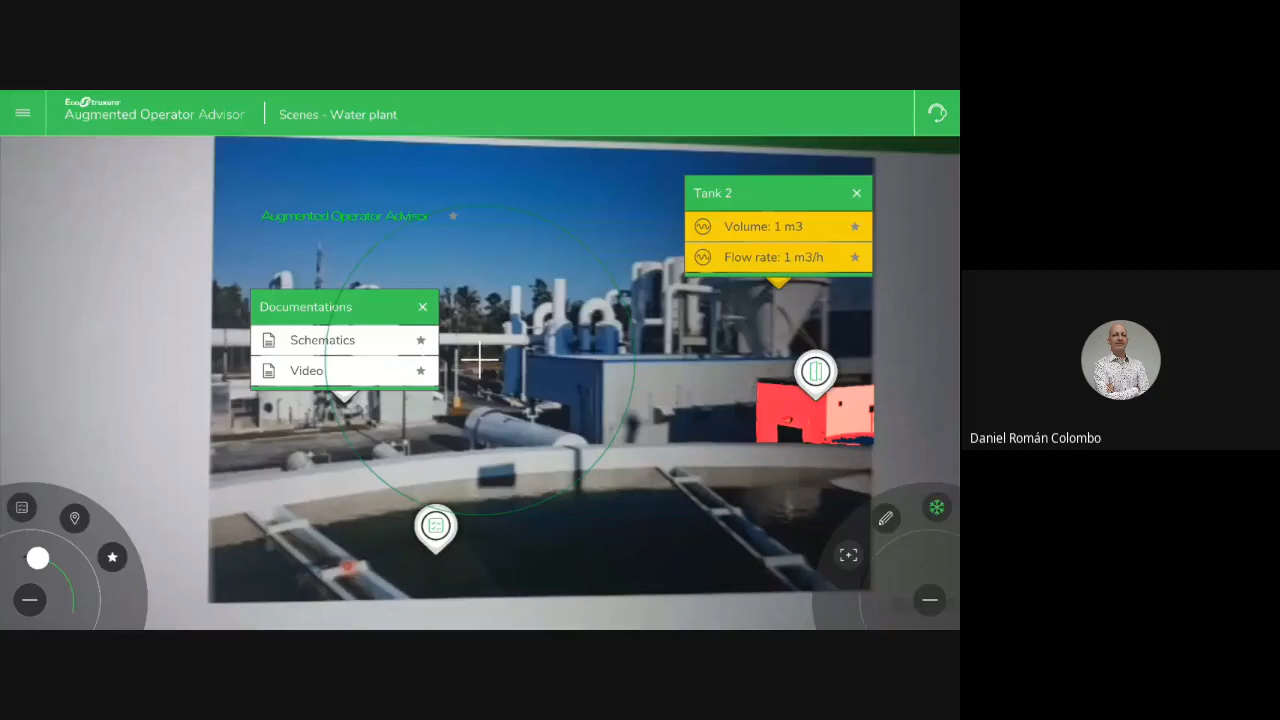 EcoStruxure
Augmented Operator Advisor
Scenes - Water plant
Tank 2
Volume: 1 m3
Flow rate: 1 m3/h
Augmented Operator Advisor
Documentations
Schematics
Video
Daniel Román Colombo